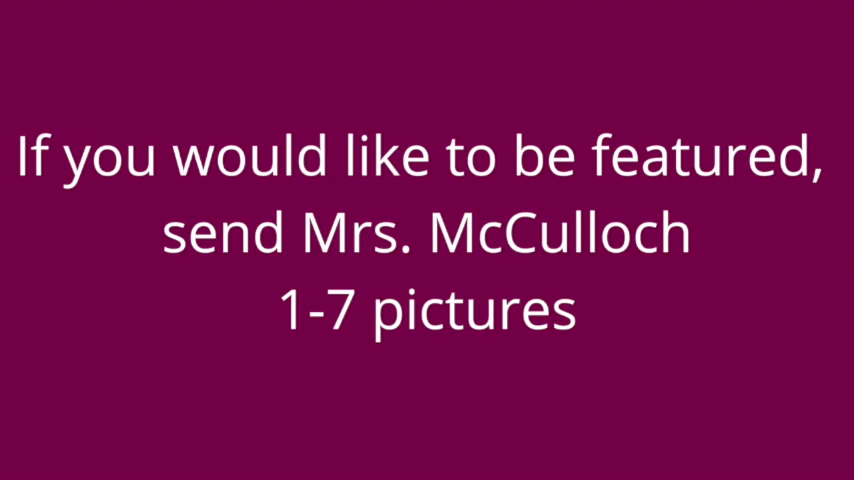 If you would like to be featured,
send Mrs. McCulloch
1-7 pictures